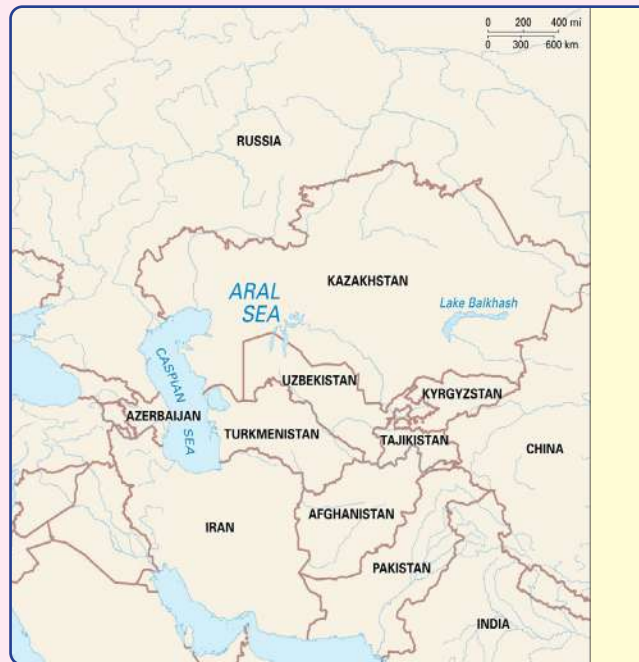 0 200 400 mi
0 300 600 km
RUSSIA
KAZAKHSTAN
ARAL
SEA
Lake Balkhash
CASPIAN SEA
UZBEKISTAN
KYRGYZSTAN
AZERBAIJAN
TURKMENISTAN
TAJIKISTAN
CHINA
IRAN
AFGHANISTAN
PAKISTAN
INDIA